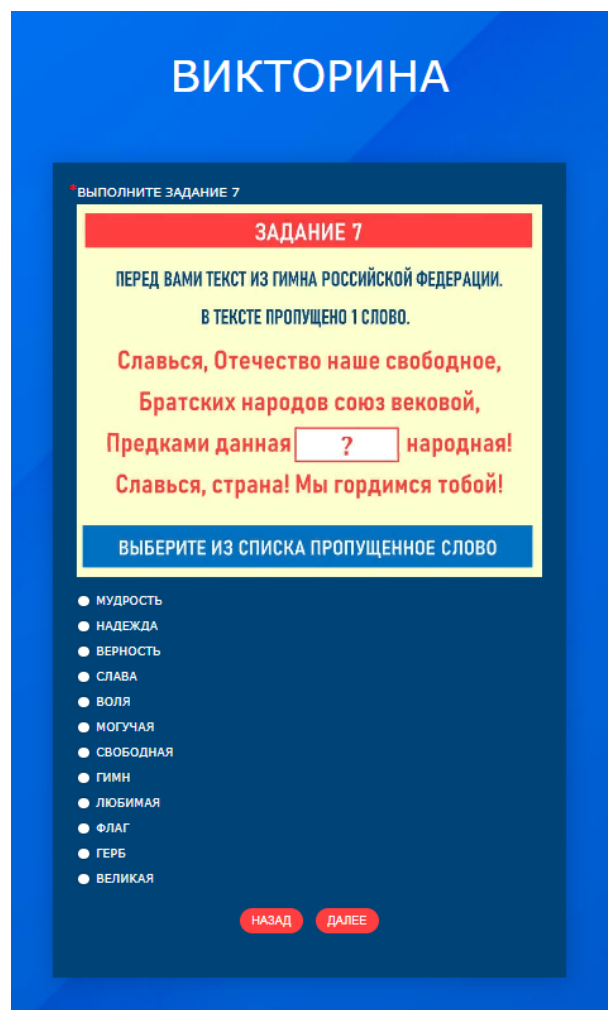 ВИКТОРИНА
*ВЫПОЛНИТЕ ЗАДАНИЕ 7
ЗАДАНИЕ 7
ПЕРЕД ВАМИ ТЕКСТ ИЗ ГИМНА РОССИЙСКОЙ ФЕДЕРАЦИИ.
В ТЕКСТЕ ПРОПУЩЕНО 1 СЛОВО.
Славься, Отечество наше свободное,
Братских народов союз вековой,
Предками данная ? народная!
Славься, страна! Мы гордимся тобой!
ВЫБЕРИТЕ ИЗ СПИСКА ПРОПУЩЕННОЕ СЛОВО
МУДРОСТЬ
НАДЕЖДА
ВЕРНОСТЬ
СЛАВА
ВОЛЯ
МОГУЧАЯ
СВОБОДНАЯ
ГИМН
ЛЮБИМАЯ
ФЛАГ
ГЕРБ
ВЕЛИКАЯ
НАЗАД ДАЛЕЕ